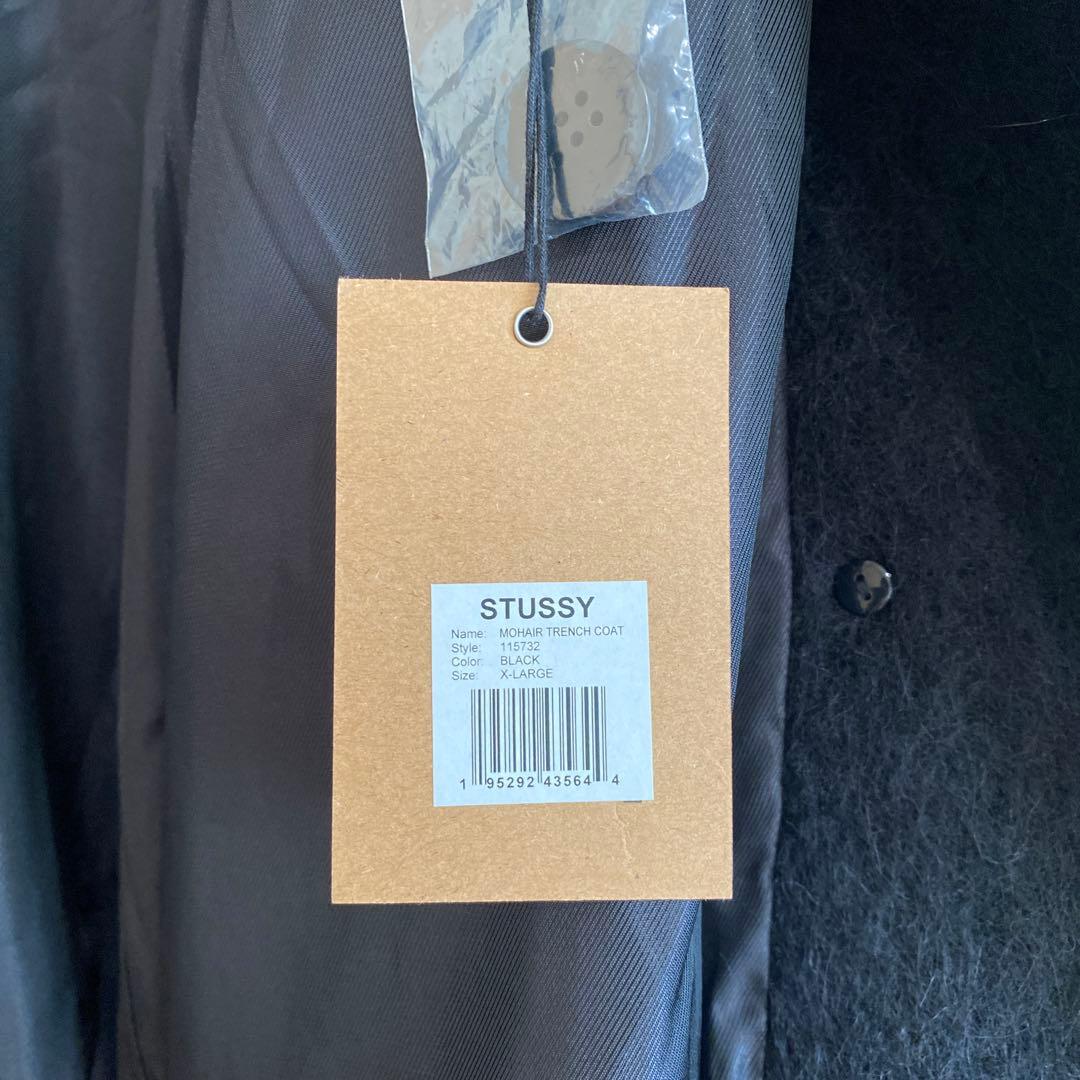 STUSSY
Name: MOHAIR TRENCH COAT
Style: 115732
Color: BLACK
Size: X-LARGE
1 95292 43564 4